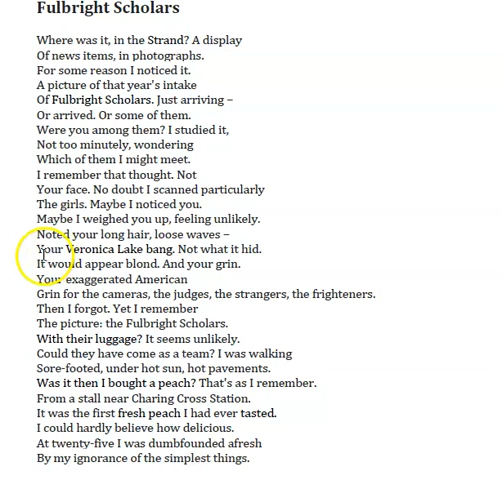 Fulbright Scholars
Where was it, in the Strand? A display
Of news items, in photographs.
For some reason I noticed it.
A picture of that year's intake
Of Fulbright Scholars. Just arriving –
Or arrived. Or some of them.
Were you among them? I studied it,
Not too minutely, wondering
Which of them I might meet.
I remember that thought. Not
Your face. No doubt I scanned particularly
The girls. Maybe I noticed you.
Maybe I weighed you up, feeling unlikely.
Noted your long hair, loose waves –
Your Veronica Lake bang. Not what it hid.
It would appear blond. And your grin.
Your exaggerated American
Grin for the cameras, the judges, the strangers, the frighteners.
Then I forgot. Yet I remember
The picture: the Fulbright Scholars.
With their luggage? It seems unlikely.
Could they have come as a team? I was walking
Sore-footed, under hot sun, hot pavements.
Was it then I bought a peach? That's as I remember.
From a stall near Charing Cross Station.
It was the first fresh peach I had ever tasted.
I could hardly believe how delicious.
At twenty-five I was dumbfounded afresh
By my ignorance of the simplest things.